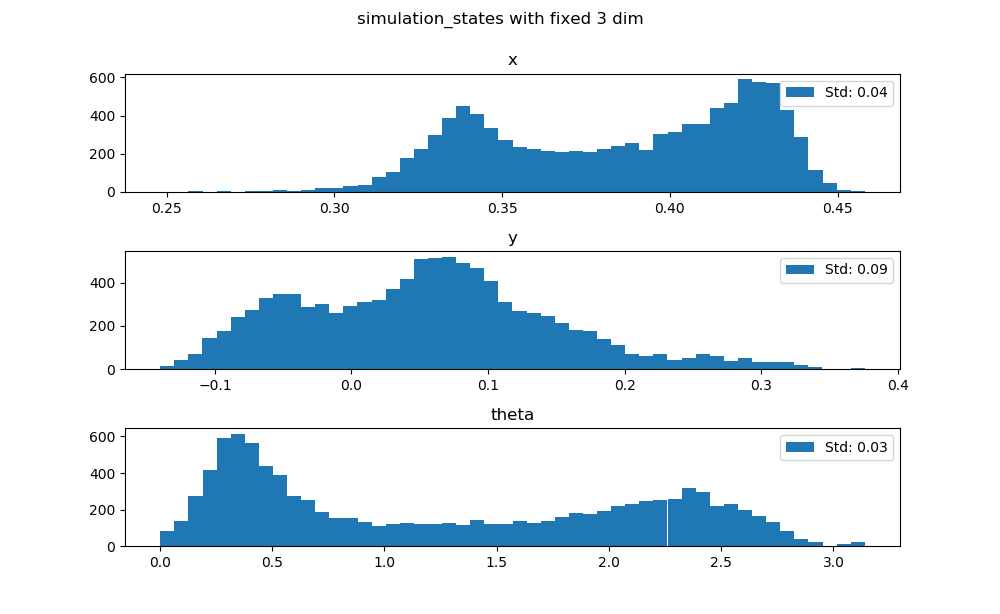 simulation_states with fixed 3 dim
x
600
400
200
0
Std: 0.04
0.25 0.30 0.35 0.40 0.45
y
400
200
0
Std: 0.09
−0.1 0.0 0.1 0.2 0.3 0.4
theta
600
400
200
0
Std: 0.03
0.0 0.5 1.0 1.5 2.0 2.5 3.0